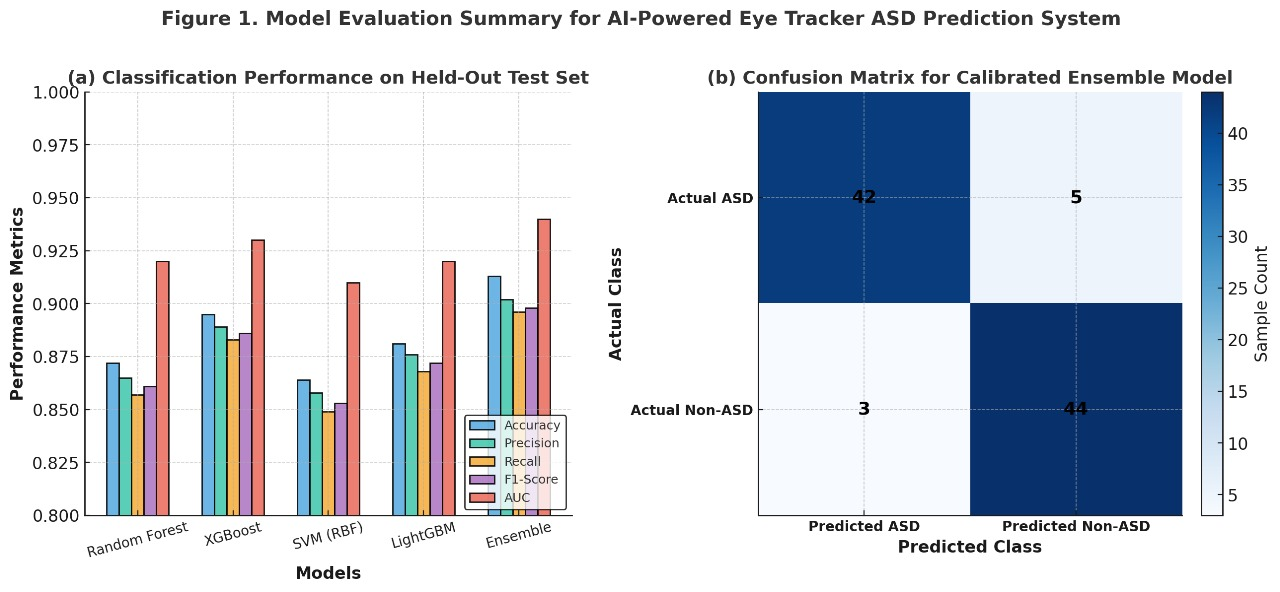 Figure 1. Model Evaluation Summary for AI-Powered Eye Tracker ASD Prediction System
(a) Classification Performance on Held-Out Test Set
1.000
0.975
0.950
0.925
0.900
0.875
0.850
0.825
0.800
Performance Metrics
Accuracy
Precision
Recall
F1-Score
AUC
Random Forest
XGBoost
SVM (RBF)
LightGBM
Ensemble
Models
(b) Confusion Matrix for Calibrated Ensemble Model
Actual Class
Actual ASD
42
5
Actual Non-ASD
3
44
Predicted ASD
Predicted Non-ASD
Predicted Class
40
35
30
25
20
15
10
5
Sample Count